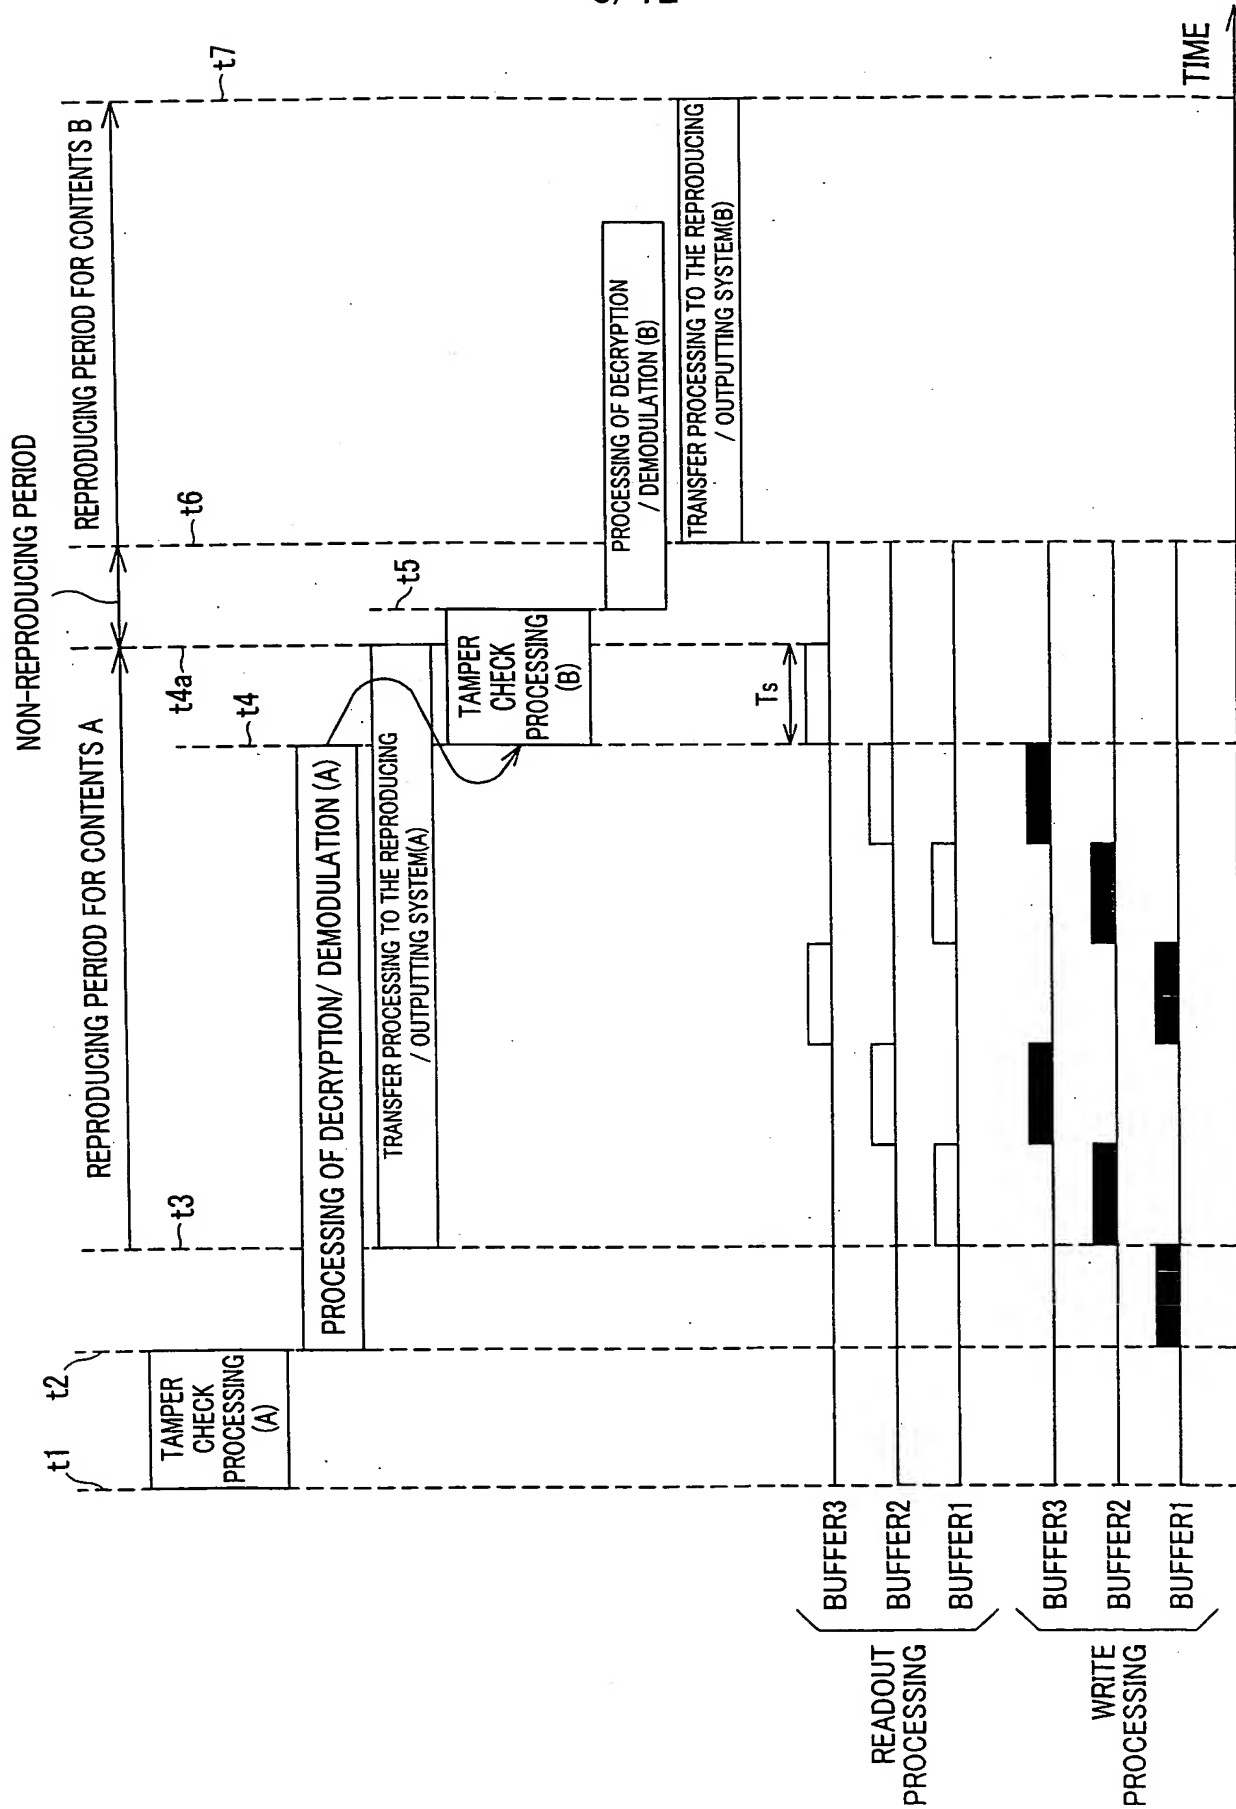 NON-REPRODUCING PERIOD
REPRODUCING PERIOD FOR CONTENTS A
REPRODUCING PERIOD FOR CONTENTS B
t1
t2
t3
t4
t4a
t5
t6
t7
TAMPER
CHECK
PROCESSING
(A)
PROCESSING OF DECRYPTION/ DEMODULATION (A)
TRANSFER PROCESSING TO THE REPRODUCING
/ OUTPUTTING SYSTEM(A)
TAMPER
CHECK
PROCESSING
(B)
PROCESSING OF DECRYPTION
/ DEMODULATION (B)
TRANSFER PROCESSING TO THE REPRODUCING
/ OUTPUTTING SYSTEM(B)
Ts
READOUT
PROCESSING
BUFFER3
BUFFER2
BUFFER1
WRITE
PROCESSING
BUFFER3
BUFFER2
BUFFER1
TIME